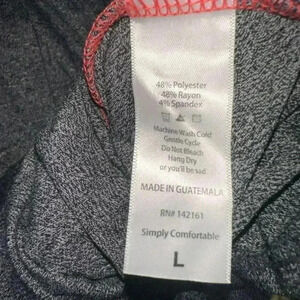 48% Polyester
48% Rayon
4% Spandex
Machine Wash Cold
Gentle Cycle
Do Not Bleach
Hang Dry
or you'll be sad
MADE IN GUATEMALA
RN# 142161
Simply Comfortable
L